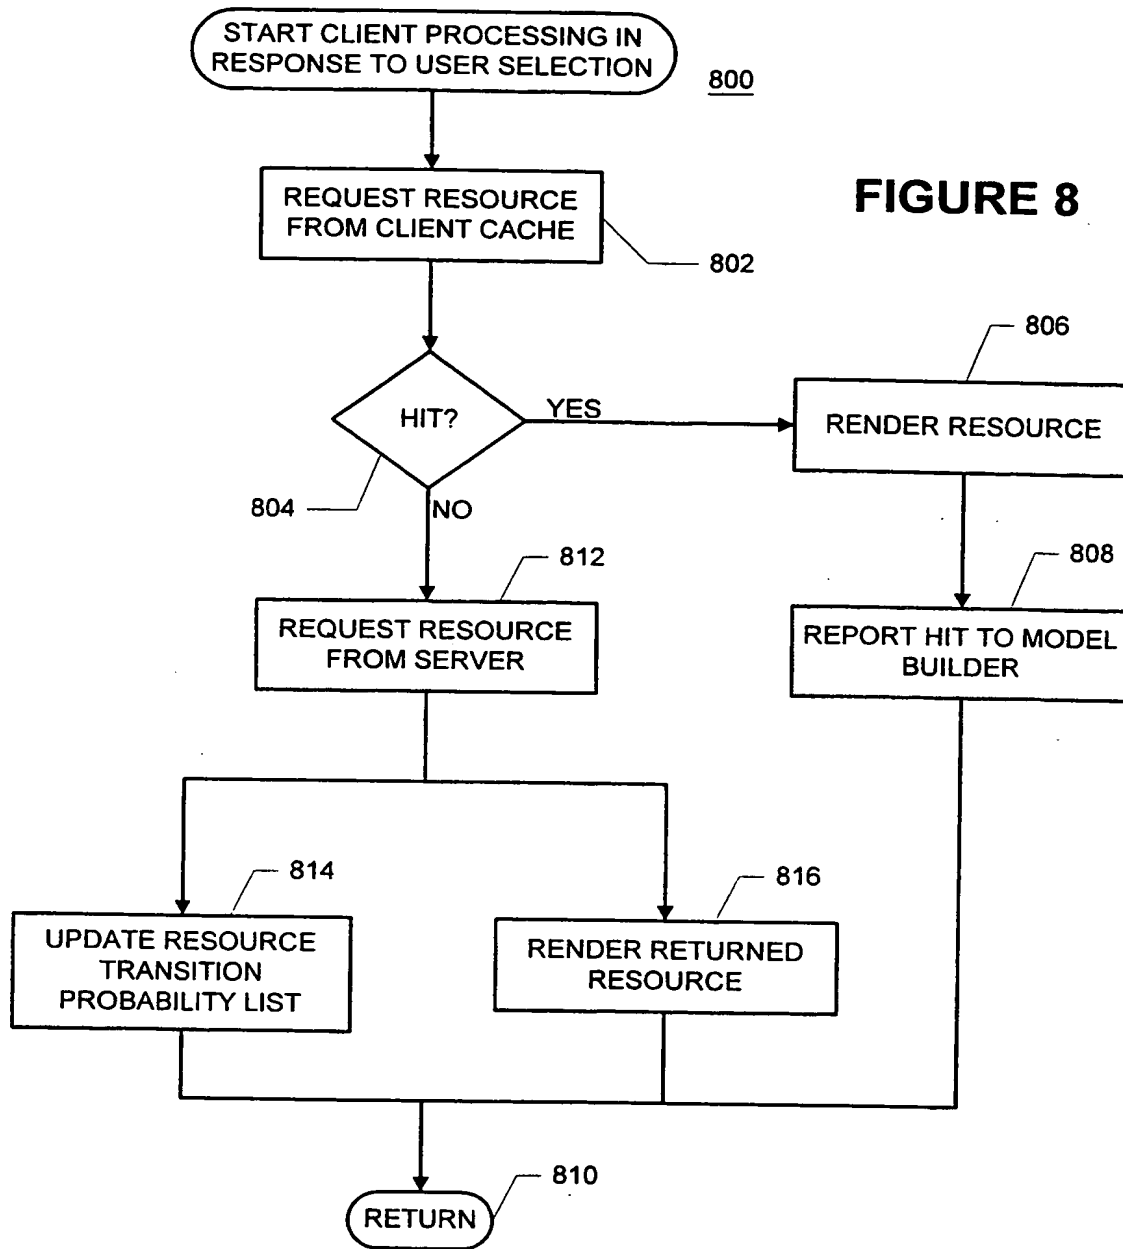 START CLIENT PROCESSING IN
RESPONSE TO USER SELECTION
800
REQUEST RESOURCE
FROM CLIENT CACHE
802
FIGURE 8
806
HIT?
YES
RENDER RESOURCE
804
NO
812
808
REQUEST RESOURCE
FROM SERVER
REPORT HIT TO MODEL
BUILDER
814
816
UPDATE RESOURCE
TRANSITION
PROBABILITY LIST
RENDER RETURNED
RESOURCE
810
RETURN